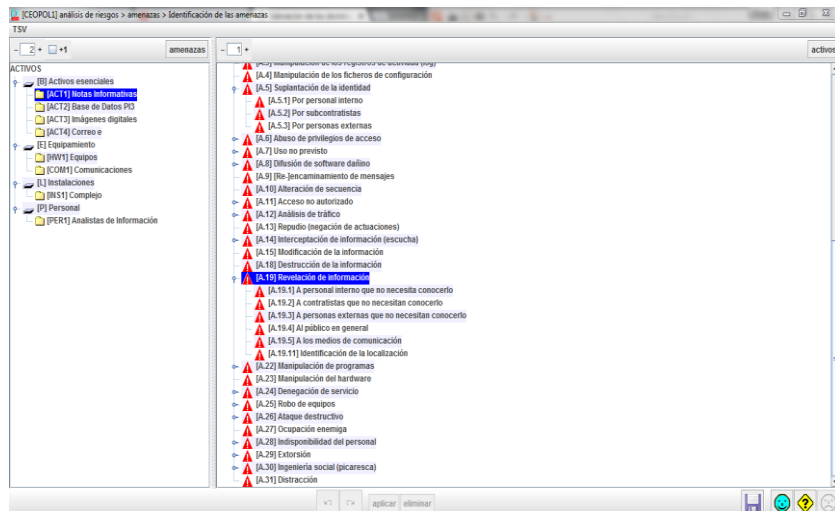 [CEOPOL1] análisis de riesgos > amenazas > Identificación de las amenazas
TSV
- 2 + +1 amenazas
- 1 + activos
ACTIVOS
[B] Activos esenciales
[ACT1] Notas Informativas
[ACT2] Base de Datos PI3
[ACT3] Imágenes digitales
[ACT4] Correo e
[E] Equipamiento
[HW1] Equipos
[COM1] Comunicaciones
[L] Instalaciones
[INS1] Complejo
[P] Personal
[PER1] Analistas de Información
[A.3] Manipulación de los registros de actividad (log)
[A.4] Manipulación de los ficheros de configuración
[A.5] Suplantación de la identidad
[A.5.1] Por personal interno
[A.5.2] Por subcontratistas
[A.5.3] Por personas externas
[A.6] Abuso de privilegios de acceso
[A.7] Uso no previsto
[A.8] Difusión de software dañino
[A.9] [Re-]encaminamiento de mensajes
[A.10] Alteración de secuencia
[A.11] Acceso no autorizado
[A.12] Análisis de tráfico
[A.13] Repudio (negación de actuaciones)
[A.14] Interceptación de información (escucha)
[A.15] Modificación de la información
[A.18] Destrucción de la información
[A.19] Revelación de información
[A.19.1] A personal interno que no necesita conocerlo
[A.19.2] A contratistas que no necesitan conocerlo
[A.19.3] A personas externas que no necesitan conocerlo
[A.19.4] Al público en general
[A.19.5] A los medios de comunicación
[A.19.11] Identificación de la localización
[A.22] Manipulación de programas
[A.23] Manipulación del hardware
[A.24] Denegación de servicio
[A.25] Robo de equipos
[A.26] Ataque destructivo
[A.27] Ocupación enemiga
[A.28] Indisponibilidad del personal
[A.29] Extorsión
[A.30] Ingeniería social (picaresca)
[A.31] Distracción
aplicar eliminar